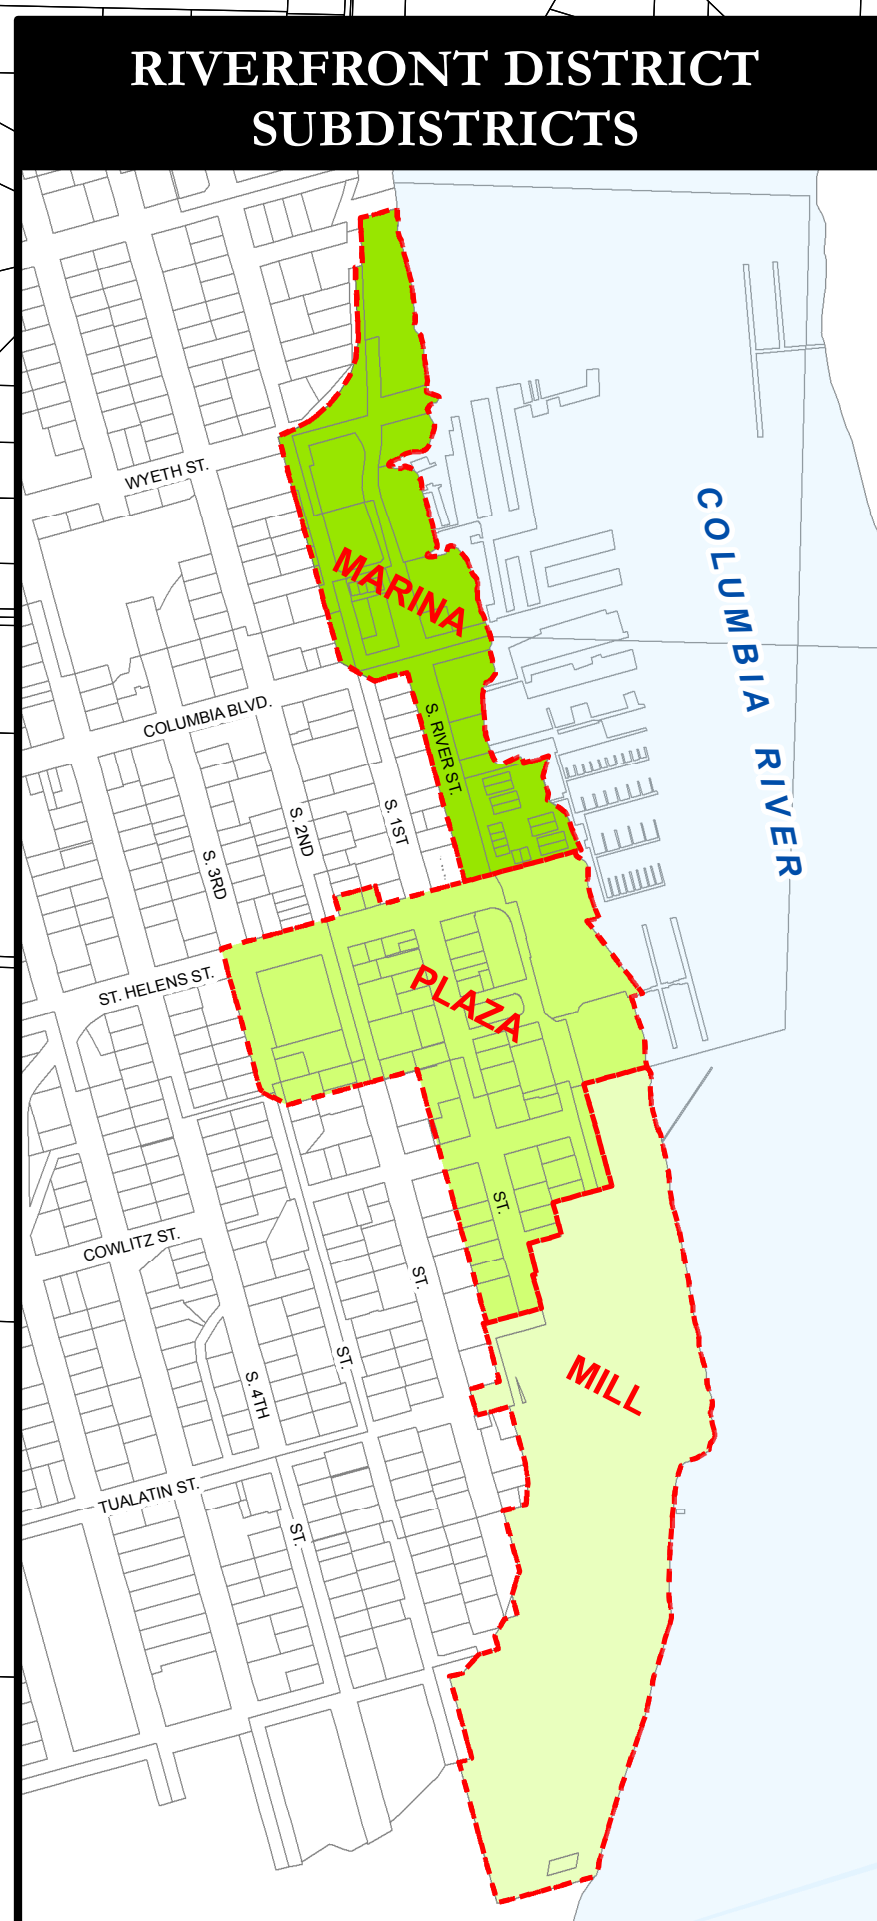 RIVERFRONT DISTRICT
SUBDISTRICTS
WYETH ST.
COLUMBIA RIVER
MARINA
COLUMBIA BLVD.
S. RIVER ST.
S. 1ST
S. 2ND
S. 3RD
ST. HELENS ST.
PLAZA
ST.
COWLITZ ST.
ST.
ST.
MILL
S. 4TH
TUALATIN ST.
ST.